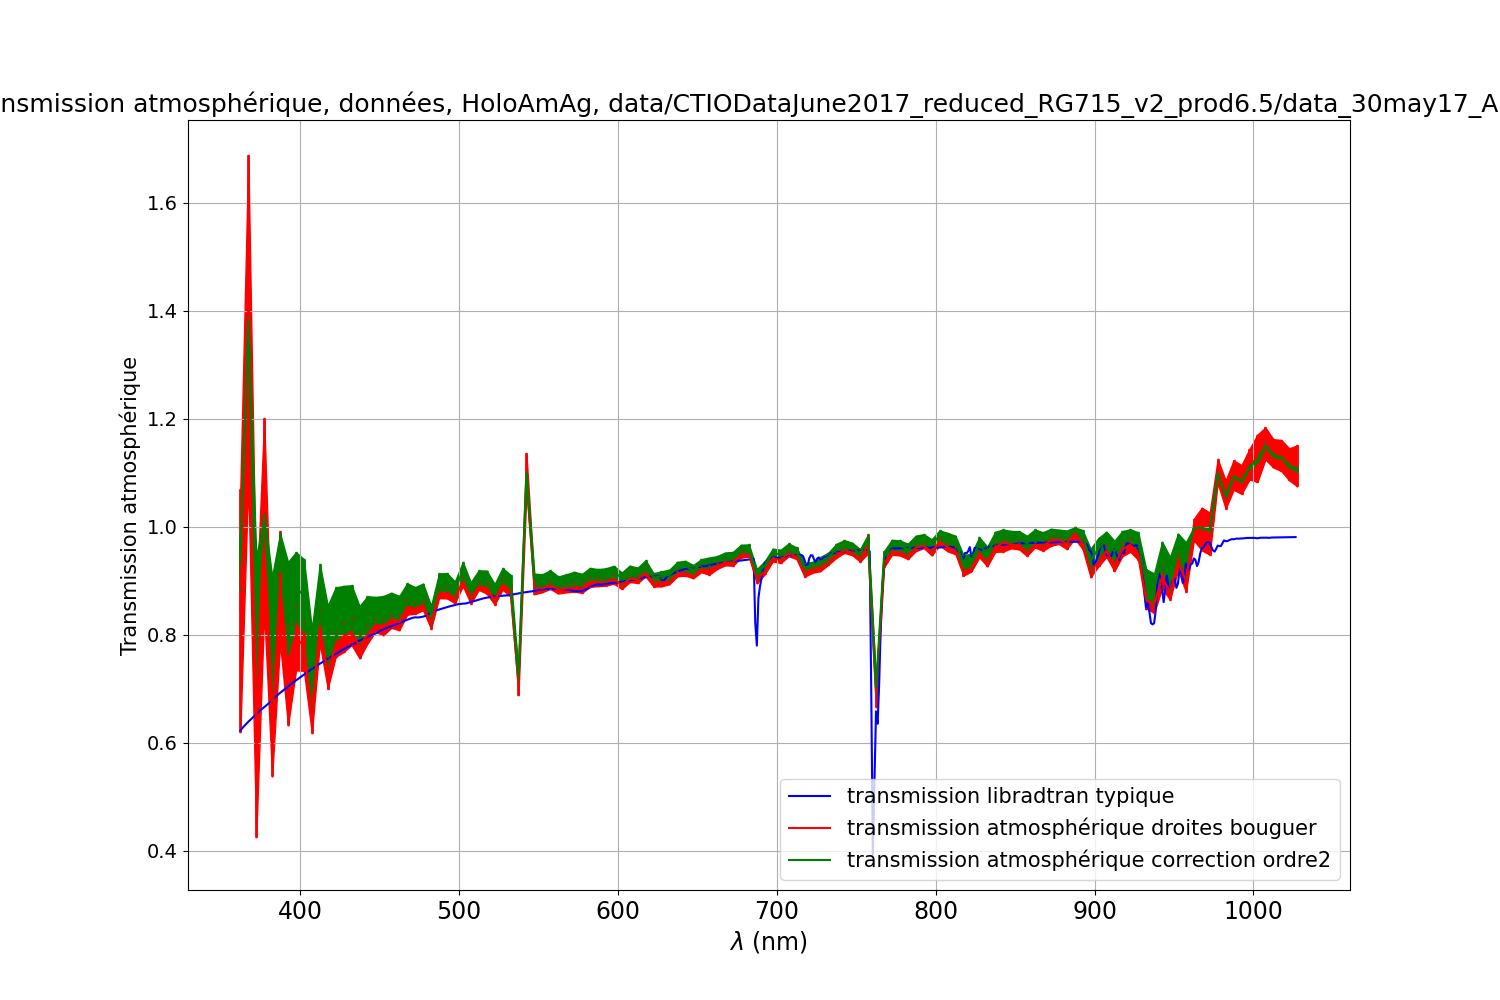 nsmission atmosphérique, données, HoloAmAg, data/CTIODataJune2017_reduced_RG715_v2_prod6.5/data_30may17_A
Transmission atmosphérique
1.6
1.4
1.2
1.0
0.8
0.6
0.4
transmission libradtran typique
transmission atmosphérique droites bouguer
transmission atmosphérique correction ordre2
400
500
600
700
800
900
1000
λ (nm)